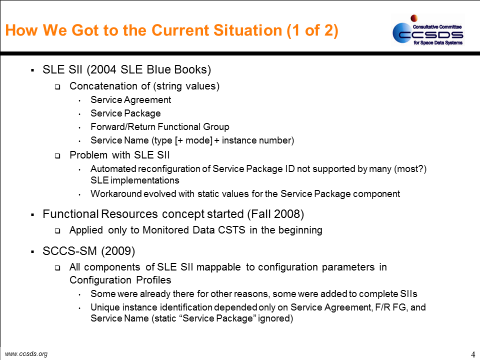 How We Got to the Current Situation (1 of 2)
Consultative Committee
CCSDS
for Space Data Systems
▪ SLE SII (2004 SLE Blue Books)
❑ Concatenation of (string values)
• Service Agreement
• Service Package
• Forward/Return Functional Group
• Service Name (type [+ mode] + instance number)
❑ Problem with SLE SII
• Automated reconfiguration of Service Package ID not supported by many (most?)
SLE implementations
• Workaround evolved with static values for the Service Package component
▪ Functional Resources concept started (Fall 2008)
❑ Applied only to Monitored Data CSTS in the beginning
▪ SCCS-SM (2009)
❑ All components of SLE SII mappable to configuration parameters in
Configuration Profiles
• Some were already there for other reasons, some were added to complete SIIs
• Unique instance identification depended only on Service Agreement, F/R FG, and
Service Name (static “Service Package” ignored)
www.ccsds.org
4